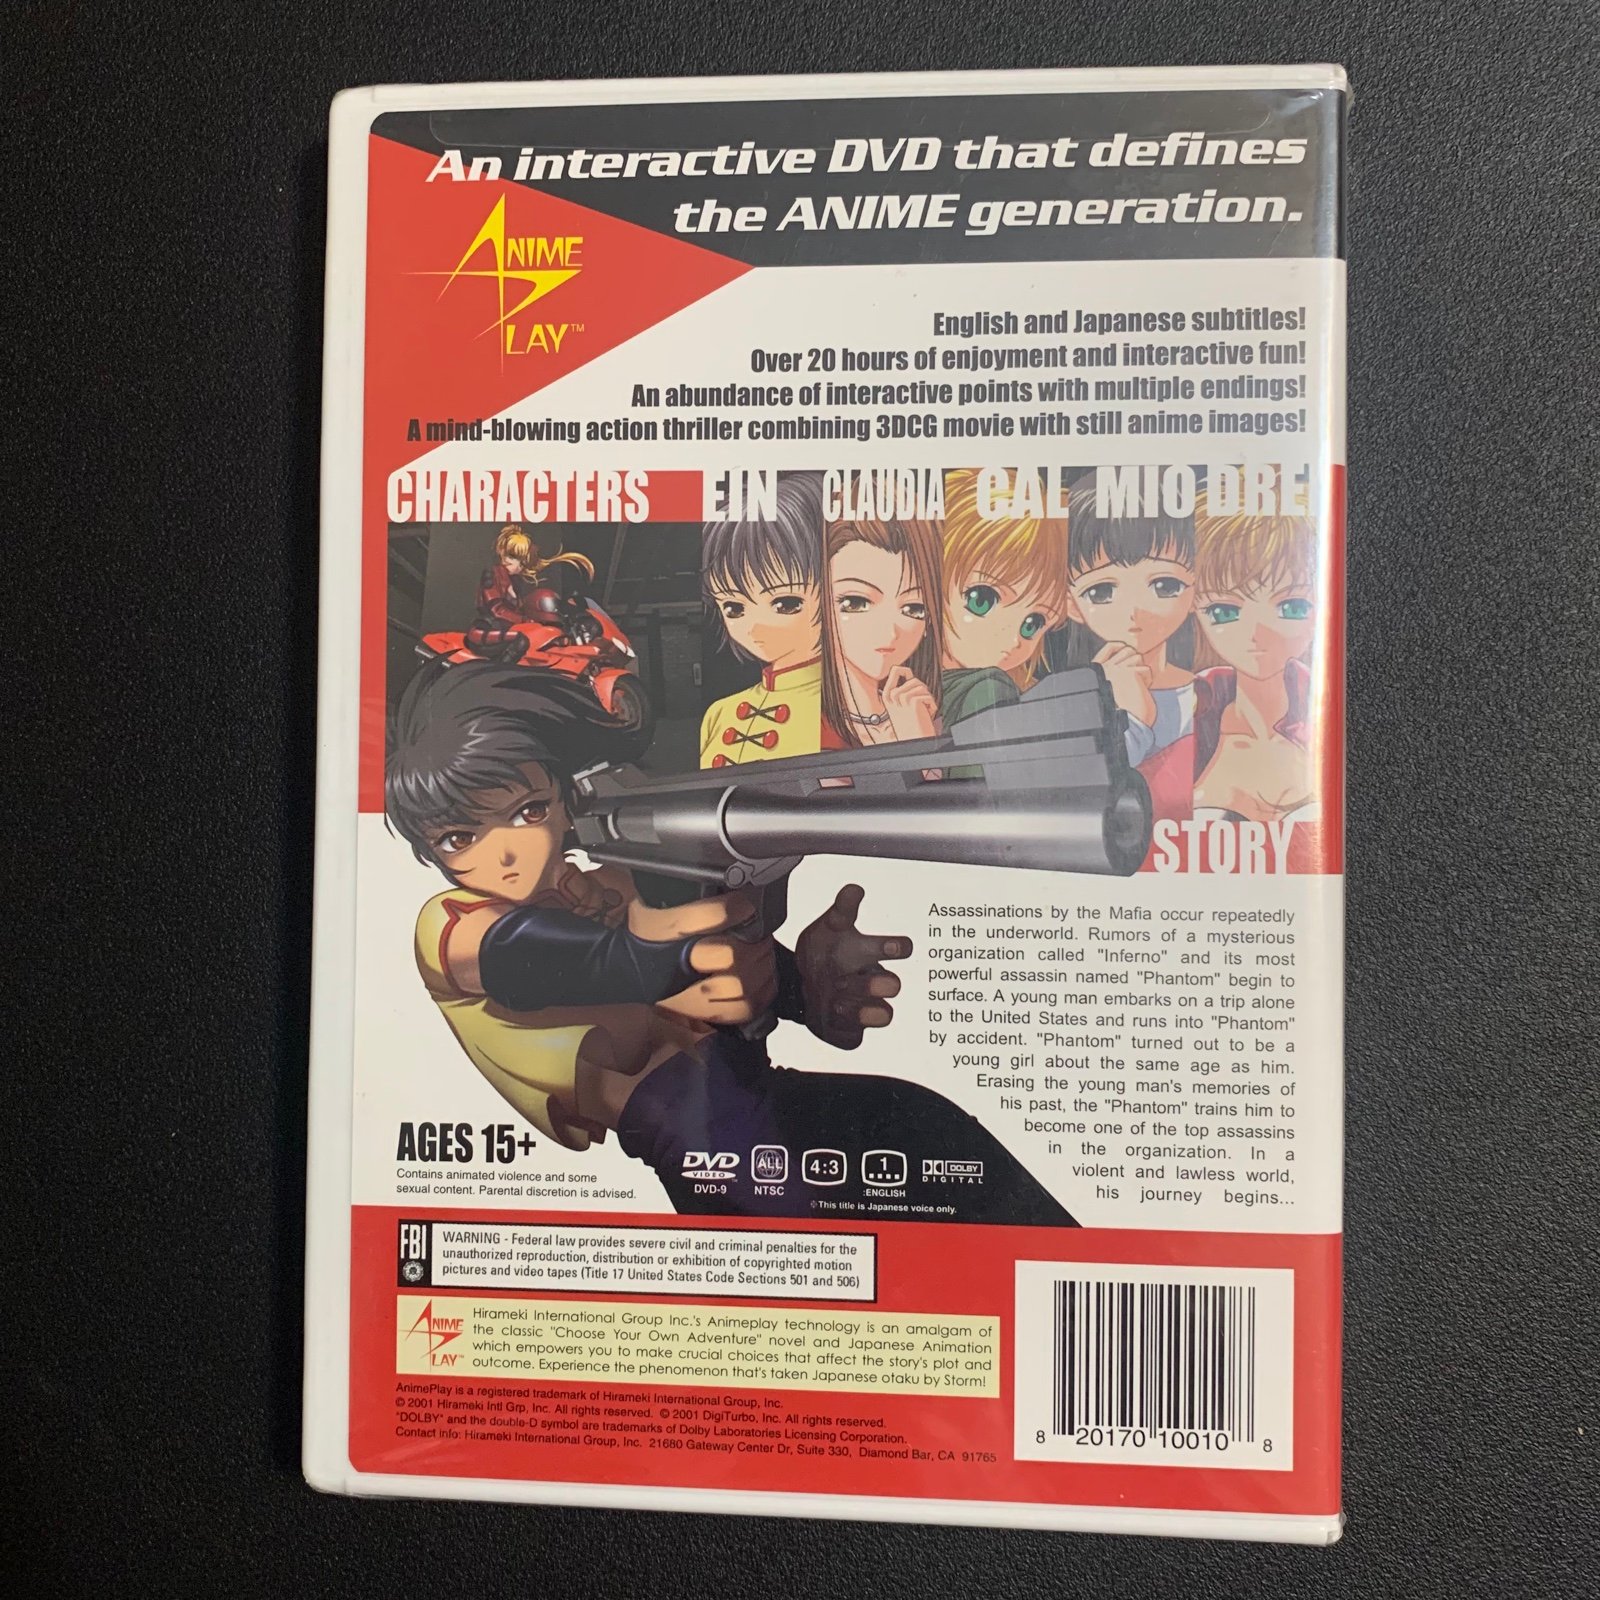 An interactive DVD that defines
the ANIME generation.
ANIME
PLAY™
English and Japanese subtitles!
Over 20 hours of enjoyment and interactive fun!
An abundance of interactive points with multiple endings!
A mind-blowing action thriller combining 3DCG movie with still anime images!
CHARACTERS EIN CLAUDIA CAL MIO DREI
STORY
Assassinations by the Mafia occur repeatedly
in the underworld. Rumors of a mysterious
organization called "Inferno" and its most
powerful assassin named "Phantom" begin to
surface. A young man embarks on a trip alone
to the United States and runs into "Phantom"
by accident. "Phantom" turned out to be a
young girl about the same age as him.
Erasing the young man's memories of
his past, the "Phantom" trains him to
become one of the top assassins
in the organization. In a
violent and lawless world,
his journey begins...
AGES 15+
Contains animated violence and some
sexual content. Parental discretion is advised.
DVD VIDEO™ ALL 4:3 1 DOLBY DIGITAL
DVD-9 NTSC :ENGLISH
※This title is Japanese voice only.
FBI
WARNING - Federal law provides severe civil and criminal penalties for the
unauthorized reproduction, distribution or exhibition of copyrighted motion
pictures and video tapes (Title 17 United States Code Sections 501 and 506)
ANIME
PLAY™
Hirameki International Group Inc.'s Animeplay technology is an amalgam of
the classic "Choose Your Own Adventure" novel and Japanese Animation
which empowers you to make crucial choices that affect the story's plot and
outcome. Experience the phenomenon that's taken Japanese otaku by Storm!
AnimePlay is a registered trademark of Hirameki International Group, Inc.
© 2001 Hirameki Intl Grp, Inc. All rights reserved. © 2001 DigiTurbo, Inc. All rights reserved.
"DOLBY" and the double-D symbol are trademarks of Dolby Laboratories Licensing Corporation.
Contact info: Hirameki International Group, Inc. 21680 Gateway Center Dr, Suite 330, Diamond Bar, CA 91765
8 20170 10010 8